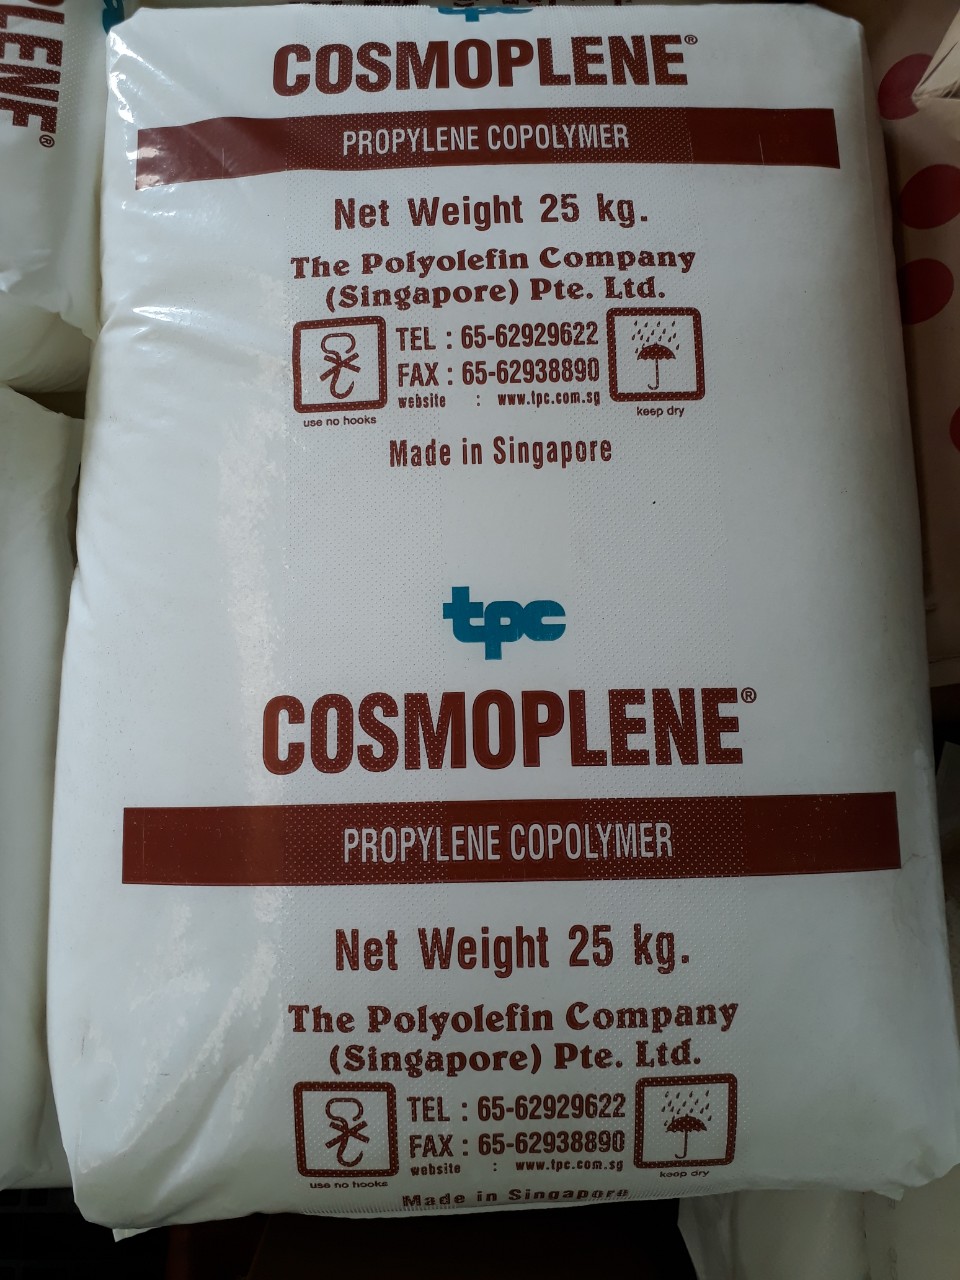 tpc
COSMOPLENE®
PROPYLENE COPOLYMER
Net Weight 25 kg.
The Polyolefin Company
(Singapore) Pte. Ltd.
TEL : 65-62929622
FAX : 65-62938890
website : www.tpc.com.sg
use no hooks
keep dry
Made in Singapore
tpc
COSMOPLENE®
PROPYLENE COPOLYMER
Net Weight 25 kg.
The Polyolefin Company
(Singapore) Pte. Ltd.
TEL : 65-62929622
FAX : 65-62938890
website : www.tpc.com.sg
use no hooks
keep dry
Made in Singapore
PLENE®